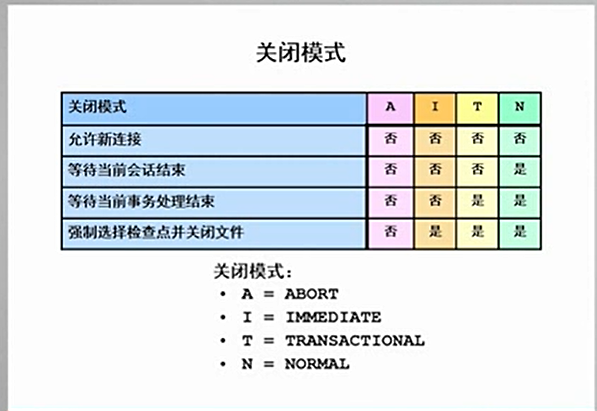 关闭模式
关闭模式 A I T N
允许新连接 否 否 否 否
等待当前会话结束 否 否 否 是
等待当前事务处理结束 否 否 是 是
强制选择检查点并关闭文件 否 是 是 是
关闭模式:
• A = ABORT
• I = IMMEDIATE
• T = TRANSACTIONAL
• N = NORMAL